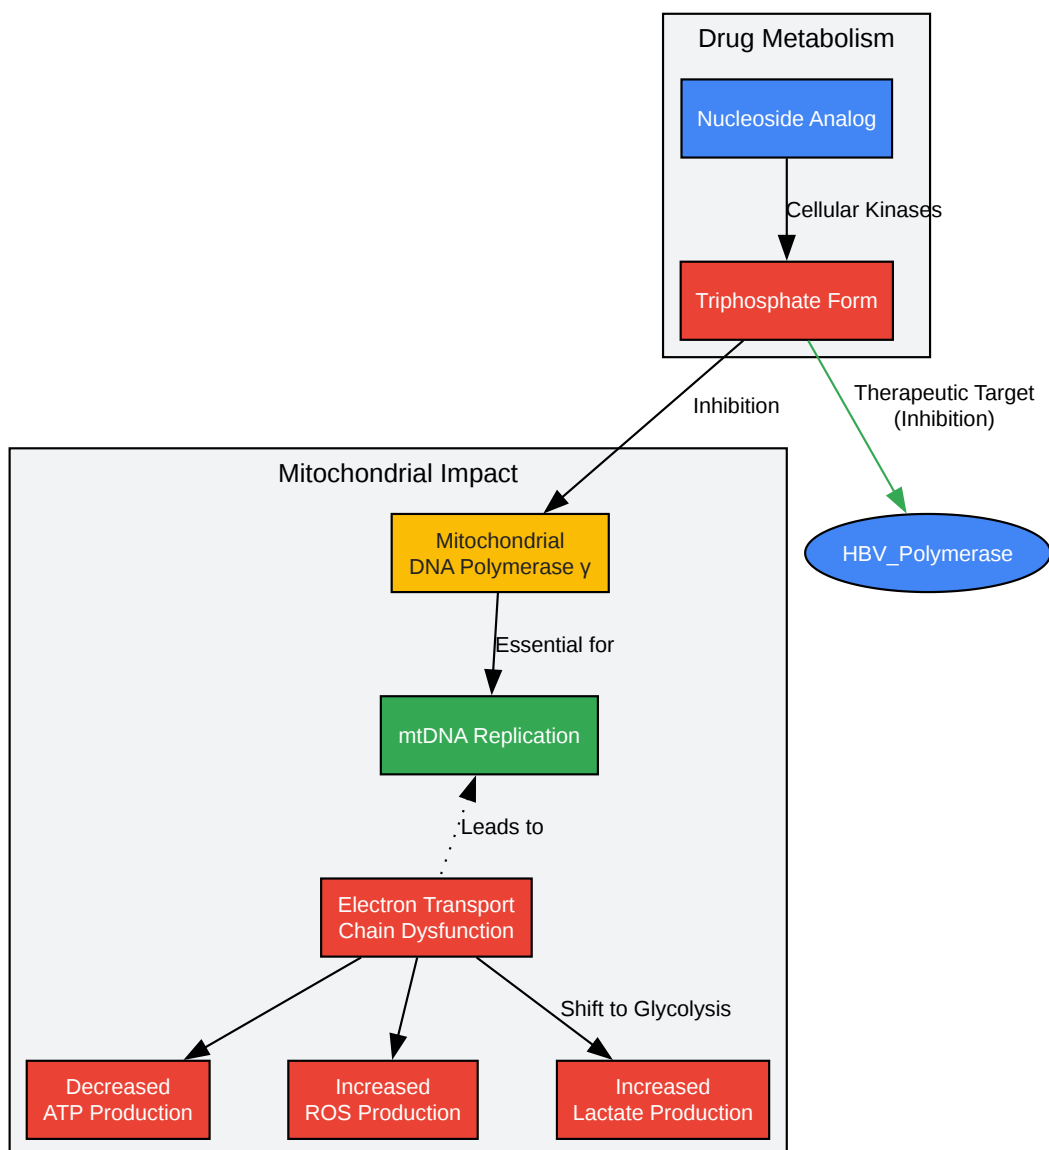 Drug Metabolism
Nucleoside Analog
Cellular Kinases
Triphosphate Form
Inhibition
Therapeutic Target
(Inhibition)
Mitochondrial Impact
Mitochondrial
DNA Polymerase γ
HBV_Polymerase
Essential for
mtDNA Replication
Leads to
Electron Transport
Chain Dysfunction
Shift to Glycolysis
Decreased
ATP Production
Increased
ROS Production
Increased
Lactate Production